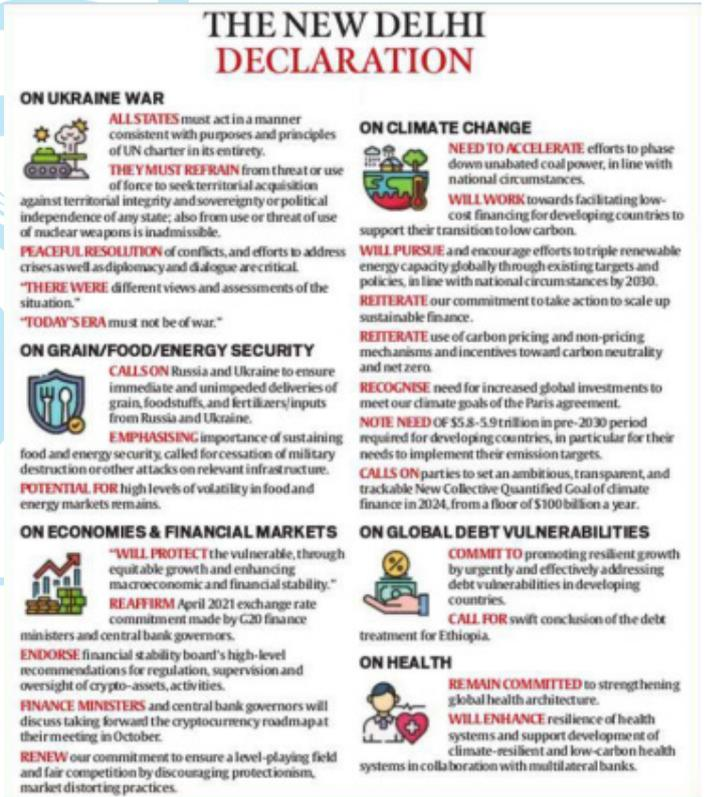 THE NEW DELHI
DECLARATION
ON UKRAINE WAR
ALL STATES must act in a manner
consistent with purposes and principles
of UN charter in its entirety.
THEY MUST REFRAIN from threat or use
of force to seek territorial acquisition
against territorial integrity and sovereignty or political
independence of any state; also from use or threat of use
of nuclear weapons is inadmissible.
PEACEFUL RESOLUTION of conflicts, and efforts to address
crises as well as diplomacy and dialogue are critical.
"THERE WERE different views and assessments of the
situation."
"TODAY'S ERA must not be of war."
ON GRAIN/FOOD/ENERGY SECURITY
CALLS ON Russia and Ukraine to ensure
immediate and unimpeded deliveries of
grain, foodstuffs, and fertilizers/inputs
from Russia and Ukraine.
EMPHASISING importance of sustaining
food and energy security, called for cessation of military
destruction or other attacks on relevant infrastructure.
POTENTIAL FOR high levels of volatility in food and
energy markets remains.
ON ECONOMIES & FINANCIAL MARKETS
"WILL PROTECT the vulnerable, through
equitable growth and enhancing
macroeconomic and financial stability."
REAFFIRM April 2021 exchange rate
commitment made by G20 finance
ministers and central bank governors.
ENDORSE financial stability board's high-level
recommendations for regulation, supervision and
oversight of crypto-assets, activities.
FINANCE MINISTERS and central bank governors will
discuss taking forward the cryptocurrency roadmap at
their meeting in October.
RENEW our commitment to ensure a level-playing field
and fair competition by discouraging protectionism,
market distorting practices.
ON CLIMATE CHANGE
NEED TO ACCELERATE efforts to phase
down unabated coal power, in line with
national circumstances.
WILL WORK towards facilitating low-
cost financing for developing countries to
support their transition to low carbon.
WILL PURSUE and encourage efforts to triple renewable
energy capacity globally through existing targets and
policies, in line with national circumstances by 2030.
REITERATE our commitment to take action to scale up
sustainable finance.
REITERATE use of carbon pricing and non-pricing
mechanisms and incentives toward carbon neutrality
and net zero.
RECOGNISE need for increased global investments to
meet our climate goals of the Paris agreement.
NOTE NEED OF $5.8-5.9 trillion in pre-2030 period
required for developing countries, in particular for their
needs to implement their emission targets.
CALLS ON parties to set an ambitious, transparent, and
trackable New Collective Quantified Goal of climate
finance in 2024, from a floor of $100 billion a year.
ON GLOBAL DEBT VULNERABILITIES
COMMIT TO promoting resilient growth
by urgently and effectively addressing
debt vulnerabilities in developing
countries.
CALL FOR swift conclusion of the debt
treatment for Ethiopia.
ON HEALTH
REMAIN COMMITTED to strengthening
global health architecture.
WILL ENHANCE resilience of health
systems and support development of
climate-resilient and low-carbon health
systems in collaboration with multilateral banks.